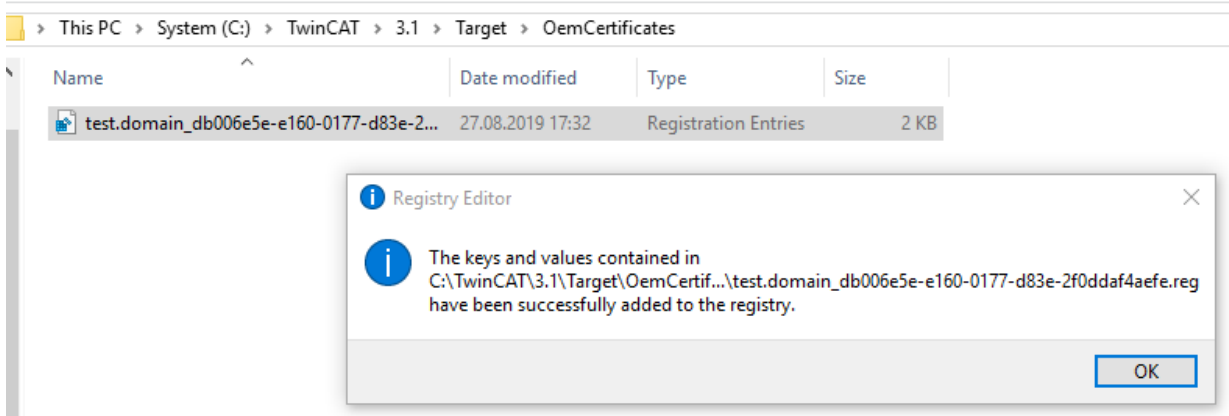 This PC > System (C:) > TwinCAT > 3.1 > Target > OemCertificates
Name Date modified Type Size
test.domain_db006e5e-e160-0177-d83e-2... 27.08.2019 17:32 Registration Entries 2 KB
Registry Editor
The keys and values contained in
C:\TwinCAT\3.1\Target\OemCertif...\test.domain_db006e5e-e160-0177-d83e-2f0ddaf4aefe.reg
have been successfully added to the registry.
OK